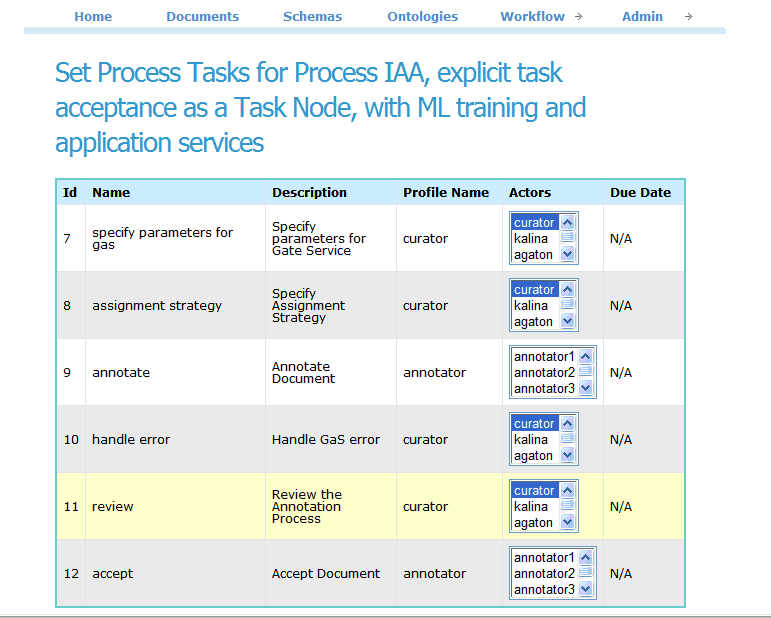 Home Documents Schemas Ontologies Workflow → Admin →
Set Process Tasks for Process IAA, explicit task
acceptance as a Task Node, with ML training and
application services
Id Name Description Profile Name Actors Due Date
7 specify parameters for gas Specify parameters for Gate Service curator curator kalina agaton N/A
8 assignment strategy Specify Assignment Strategy curator curator kalina agaton N/A
9 annotate Annotate Document annotator annotator1 annotator2 annotator3 N/A
10 handle error Handle GaS error curator curator kalina agaton N/A
11 review Review the Annotation Process curator curator kalina agaton N/A
12 accept Accept Document annotator annotator1 annotator2 annotator3 N/A